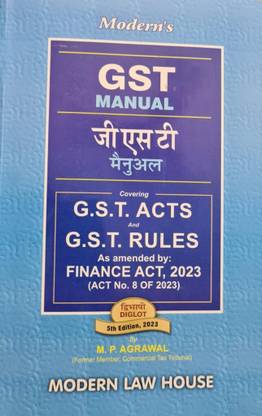 Modern's
GST
MANUAL
जी एस टी
मैनुअल
Covering
G.S.T. ACTS
And
G.S.T. RULES
As amended by:
FINANCE ACT, 2023
(ACT No. 8 OF 2023)
द्विभाषी
DIGLOT
5th Edition, 2023
By
M. P. AGRAWAL
(Former Member, Commercial Tax Tribunal)
MODERN LAW HOUSE